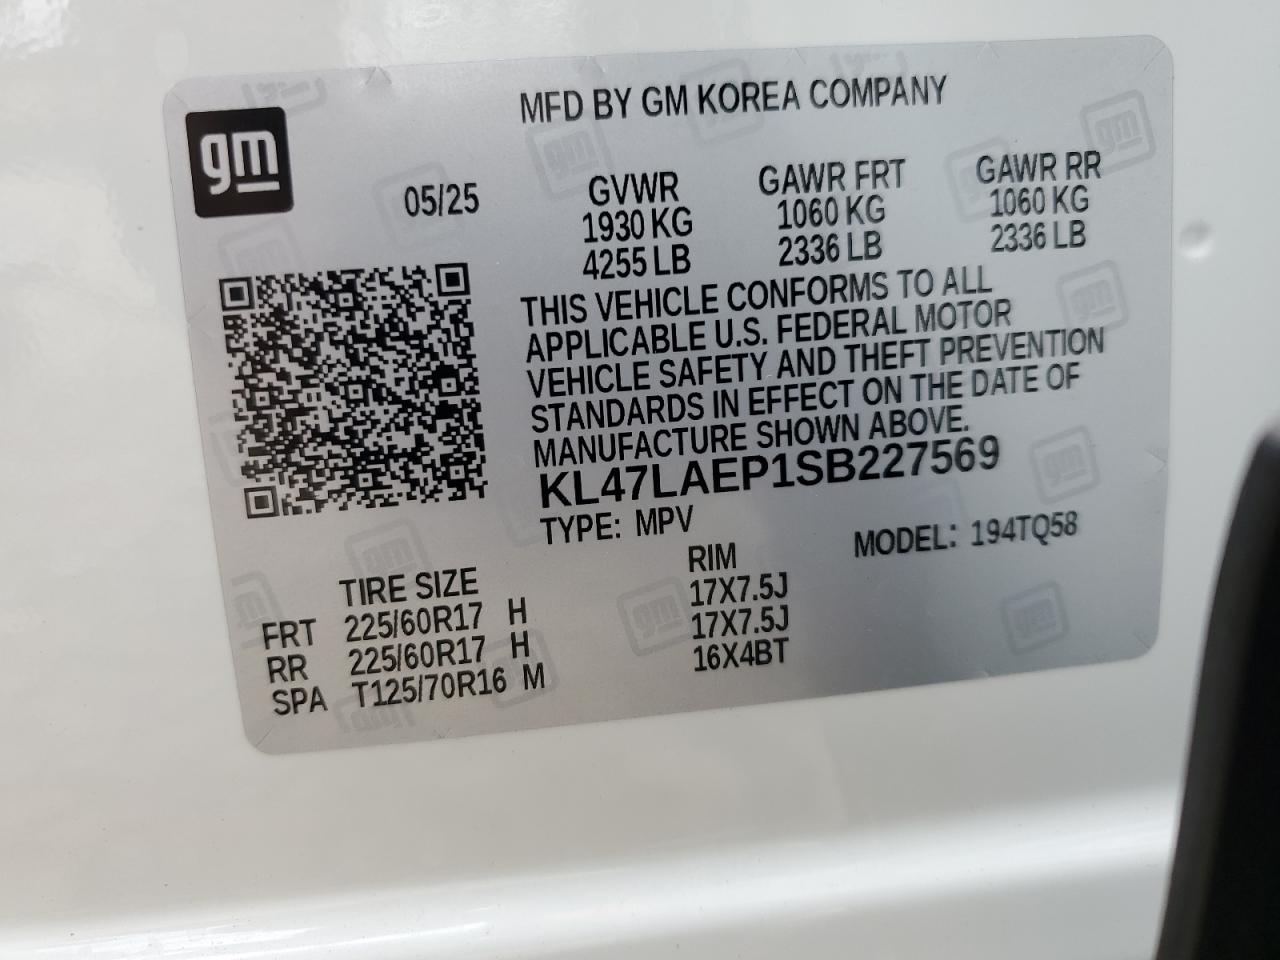 MFD BY GM KOREA COMPANY
gm
05/25
GVWR
1930 KG
4255 LB
GAWR FRT
1060 KG
2336 LB
GAWR RR
1060 KG
2336 LB
THIS VEHICLE CONFORMS TO ALL
APPLICABLE U.S. FEDERAL MOTOR
VEHICLE SAFETY AND THEFT PREVENTION
STANDARDS IN EFFECT ON THE DATE OF
MANUFACTURE SHOWN ABOVE.
KL47LAEP1SB227569
TYPE: MPV
MODEL: 194TQ58
TIRE SIZE RIM
FRT 225/60R17 H 17X7.5J
RR 225/60R17 H 17X7.5J
SPA T125/70R16 M 16X4BT